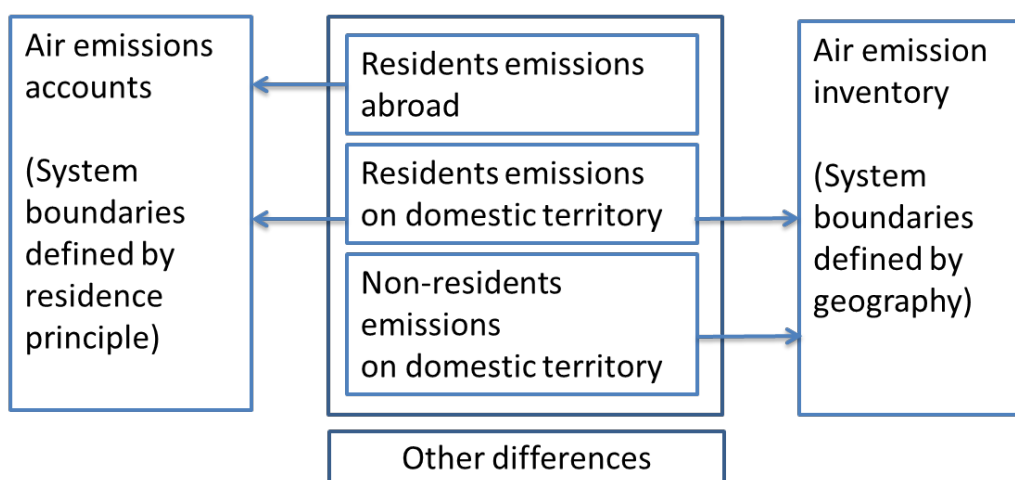 Air emissions
accounts
(System
boundaries
defined by
residence
principle)
Residents emissions
abroad
Residents emissions
on domestic territory
Non-residents
emissions
on domestic territory
Other differences
Air emission
inventory
(System
boundaries
defined by
geography)